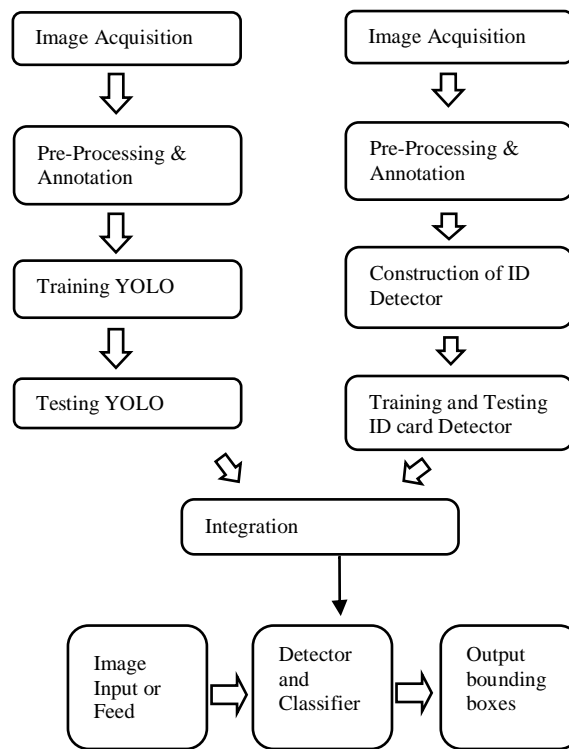 Image Acquisition
Pre-Processing &
Annotation
Training YOLO
Testing YOLO
Image Acquisition
Pre-Processing &
Annotation
Construction of ID
Detector
Training and Testing
ID card Detector
Integration
Image
Input or
Feed
Detector
and
Classifier
Output
bounding
boxes